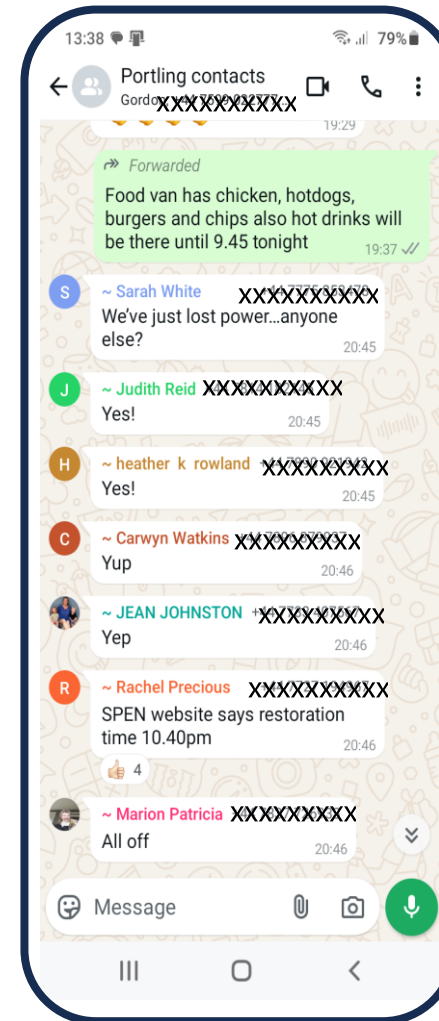 13:38 79%
Portling contacts
Gordon
19:29
Forwarded
Food van has chicken, hotdogs,
burgers and chips also hot drinks will
be there until 9.45 tonight
19:37
S
~ Sarah White
We've just lost power...anyone
else?
20:45
J
~ Judith Reid
Yes!
20:45
H
~ heather k rowland
Yes!
20:45
C
~ Carwyn Watkins
Yup
20:46
~ JEAN JOHNSTON
Yep
20:46
R
~ Rachel Precious
SPEN website says restoration
time 10.40pm
20:46
4
~ Marion Patricia
All off
20:46
Message